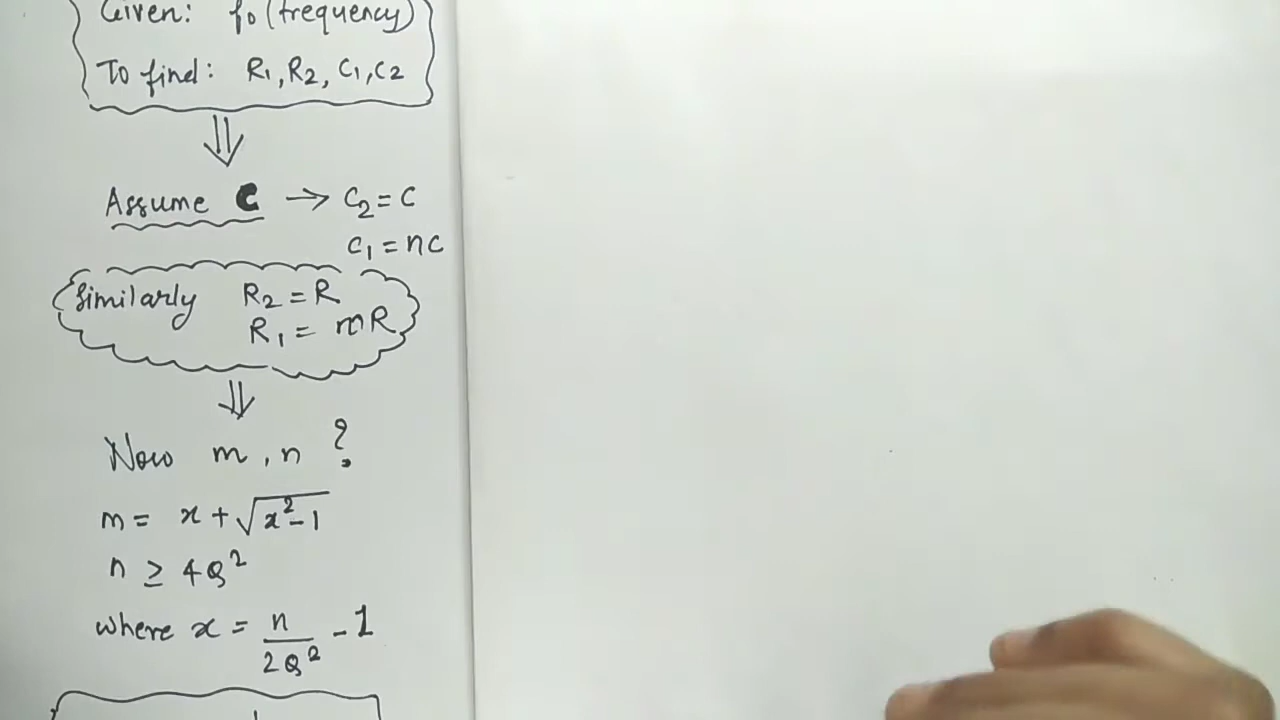 Given: f₀ (frequency)
To find: R₁, R₂, C₁, C₂
⇓
Assume C → C₂ = C
C₁ = nC
Similarly R₂ = R
R₁ = mR
⇓
Now m, n ?
m = x + √(x² - 1)
n ≥ 4Q²
where x = n/2Q² - 1